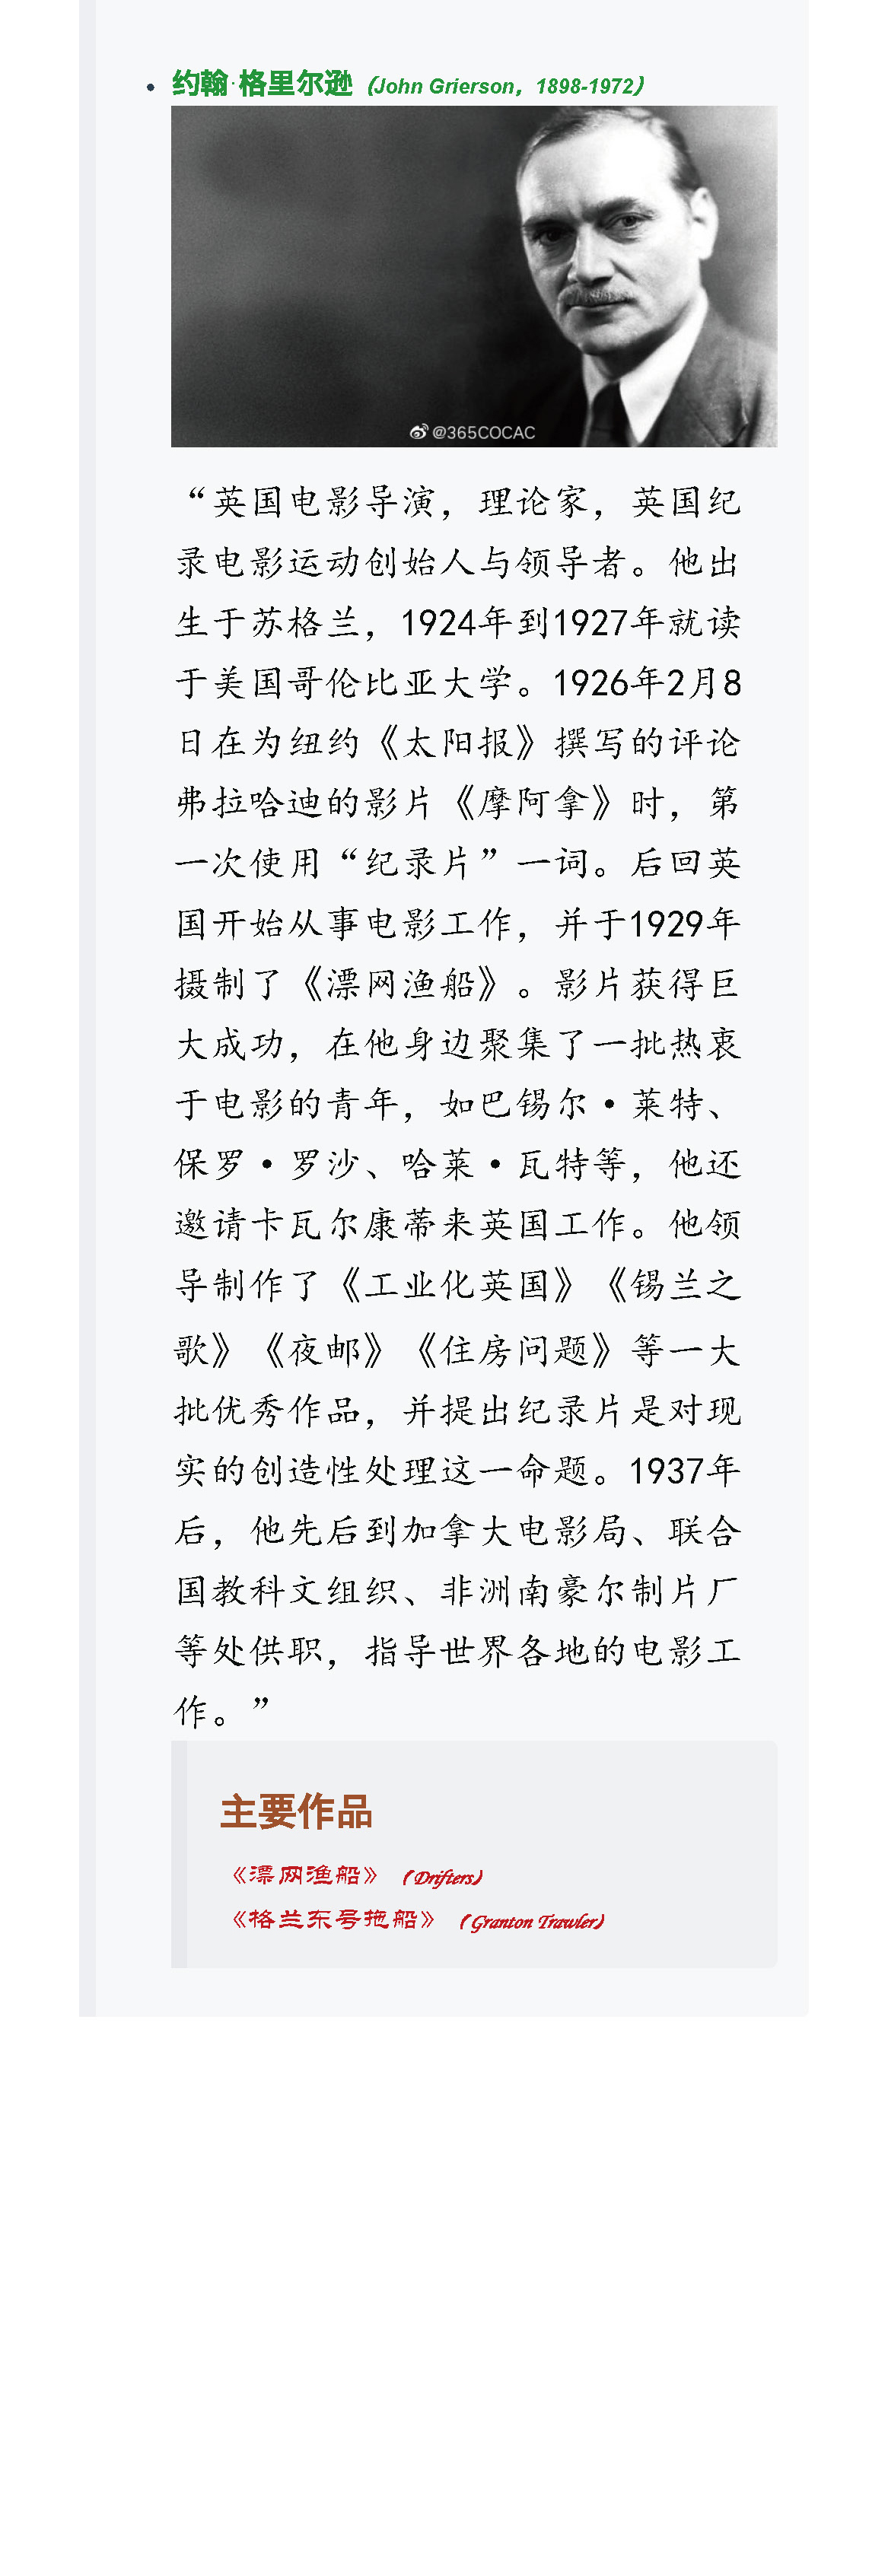 约翰·格里尔逊（John Grierson，1898-1972）
@365COCAC
“英国电影导演，理论家，英国纪
录电影运动创始人与领导者。他出
生于苏格兰，1924年到1927年就读
于美国哥伦比亚大学。1926年2月8
日在为纽约《太阳报》撰写的评论
弗拉哈迪的影片《摩阿拿》时，第
一次使用“纪录片”一词。后回英
国开始从事电影工作，并于1929年
摄制了《漂网渔船》。影片获得巨
大成功，在他身边聚集了一批热衷
于电影的青年，如巴锡尔·莱特、
保罗·罗沙、哈莱·瓦特等，他还
邀请卡瓦尔康蒂来英国工作。他领
导制作了《工业化英国》《锡兰之
歌》《夜邮》《住房问题》等一大
批优秀作品，并提出纪录片是对现
实的创造性处理这一命题。1937年
后，他先后到加拿大电影局、联合
国教科文组织、非洲南豪尔制片厂
等处供职，指导世界各地的电影工
作。”
主要作品
《漂网渔船》（Drifters）
《格兰东号拖船》（Granton Trawler）